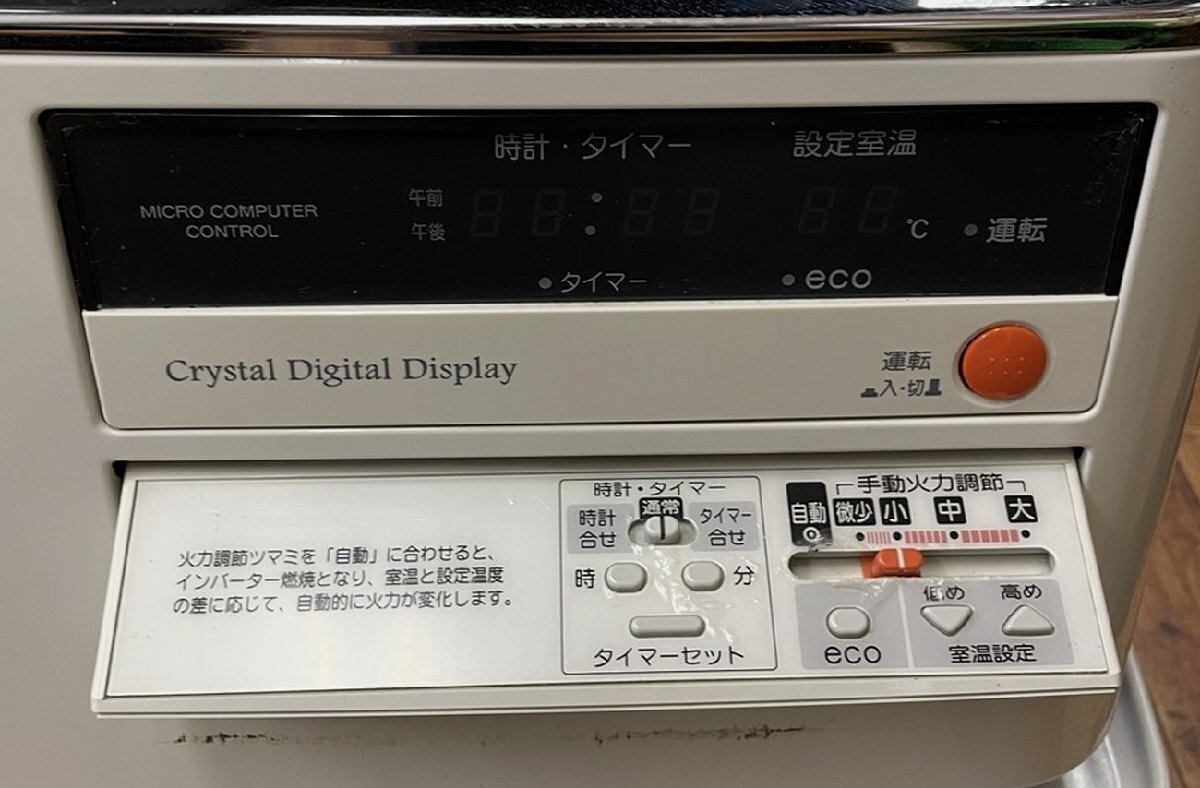 時計・タイマー
設定室温
MICRO COMPUTER
CONTROL
午前
午後
℃
運転
タイマー
eco
Crystal Digital Display
運転
入・切
火力調節ツマミを「自動」に合わせると、
インバーター燃焼となり、室温と設定温度
の差に応じて、自動的に火力が変化します。
時計・タイマー
時計
合せ
通常
タイマー
合せ
時
分
タイマーセット
手動火力調節
自動
微少
小
中
大
eco
低め
高め
室温設定